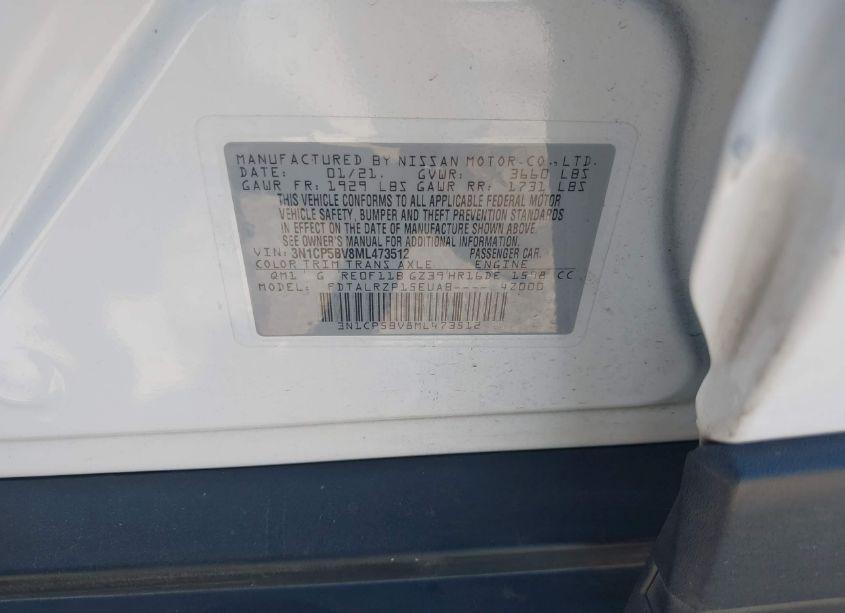 MANUFACTURED BY NISSAN MOTOR CO., LTD.
DATE: 01/21. GVWR: 3660 LBS
GAWR FR: 1929 LBS GAWR RR: 1731 LBS
THIS VEHICLE CONFORMS TO ALL APPLICABLE FEDERAL MOTOR
VEHICLE SAFETY, BUMPER AND THEFT PREVENTION STANDARDS
IN EFFECT ON THE DATE OF MANUFACTURE SHOWN ABOVE.
SEE OWNER'S MANUAL FOR ADDITIONAL INFORMATION.
VIN: 3N1CP5BV8ML473512 PASSENGER CAR.
COLOR TRIM TRANS AXLE ENGINE
QM1 G RE0F11B GZ39 HR16DE 1598 CC
MODEL: FDTALRZP15EUAB---- 42000
3N1CP5BV8ML473512